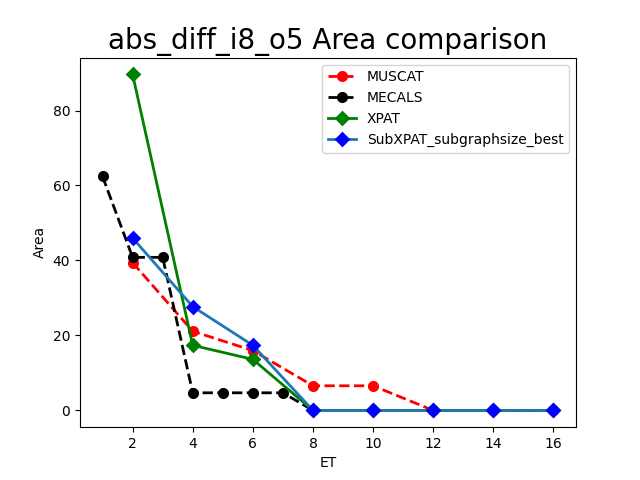 abs_diff_i8_o5 Area comparison
MUSCAT
MECALS
XPAT
SubXPAT_subgraphsize_best
80
60
40
20
0
Area
2 4 6 8 10 12 14 16
ET